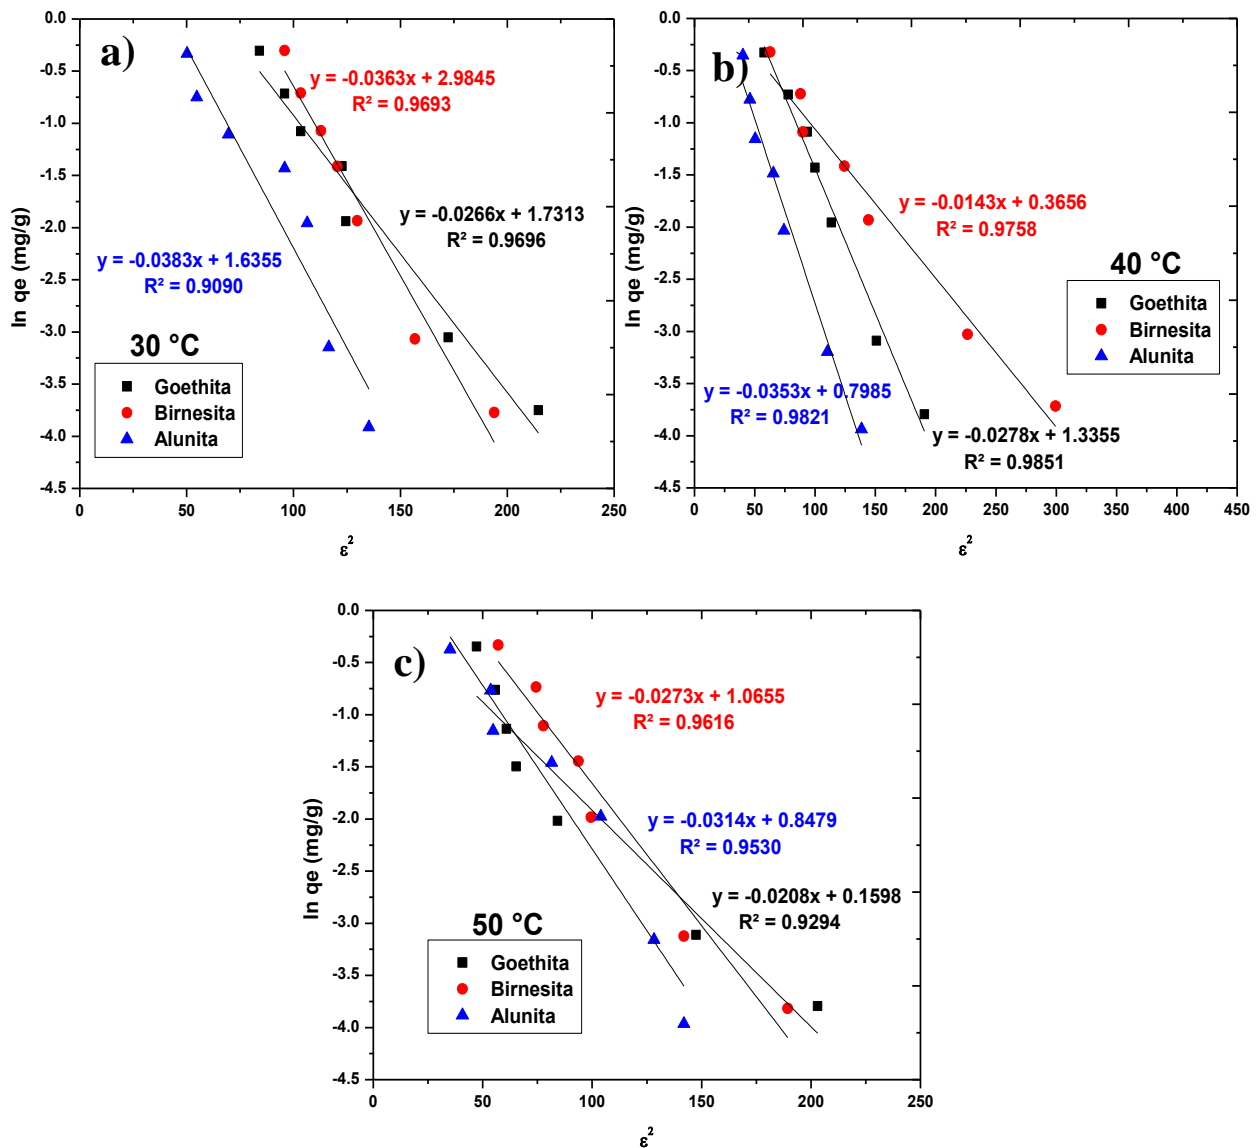 a)
0.0
-0.5
-1.0
-1.5
-2.0
-2.5
-3.0
-3.5
-4.0
-4.5
ln qe (mg/g)
y = -0.0363x + 2.9845
R² = 0.9693
y = -0.0266x + 1.7313
R² = 0.9696
y = -0.0383x + 1.6355
R² = 0.9090
30 °C
Goethita
Birnesita
Alunita
0 50 100 150 200 250
ε²
b)
0.0
-0.5
-1.0
-1.5
-2.0
-2.5
-3.0
-3.5
-4.0
-4.5
ln qe (mg/g)
y = -0.0143x + 0.3656
R² = 0.9758
40 °C
Goethita
Birnesita
Alunita
y = -0.0353x + 0.7985
R² = 0.9821
y = -0.0278x + 1.3355
R² = 0.9851
0 50 100 150 200 250 300 350 400 450
ε²
c)
0.0
-0.5
-1.0
-1.5
-2.0
-2.5
-3.0
-3.5
-4.0
-4.5
ln qe (mg/g)
y = -0.0273x + 1.0655
R² = 0.9616
y = -0.0314x + 0.8479
R² = 0.9530
y = -0.0208x + 0.1598
R² = 0.9294
50 °C
Goethita
Birnesita
Alunita
0 50 100 150 200 250
ε²